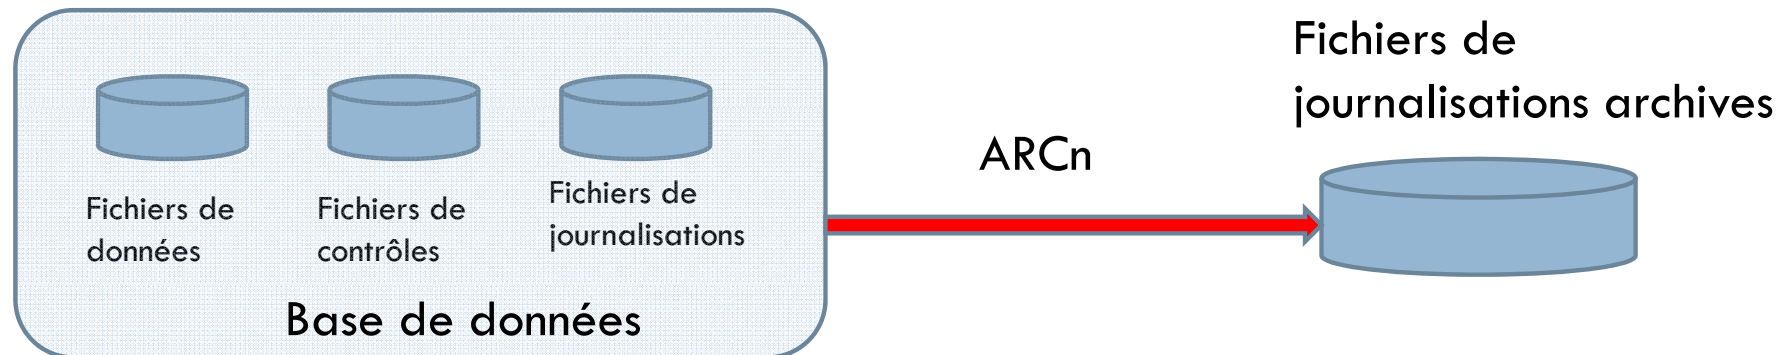 Fichiers de
données
Fichiers de
contrôles
Fichiers de
journalisations
Base de données
ARCn
Fichiers de
journalisations archives